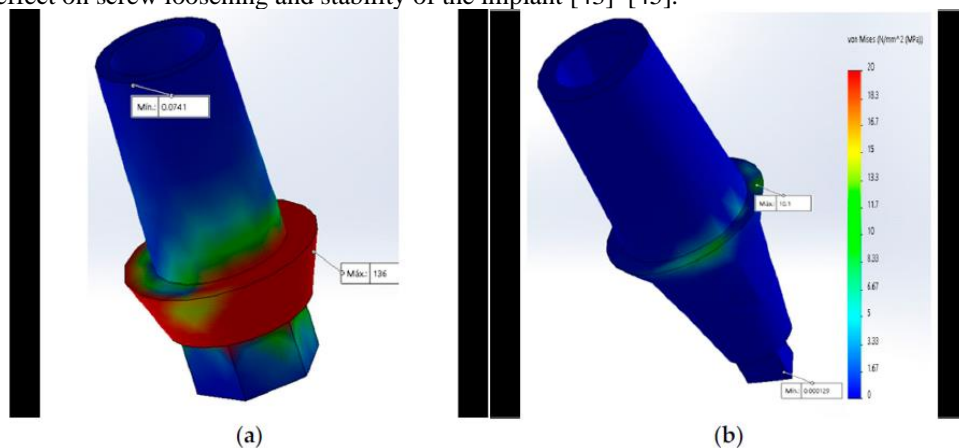 effect on screw loosening and stability of the implant [43]–[45].
von Mises (N/mm^2 (MPa))
Mín.: 0.0741
Máx.: 136
Máx.: 10.1
Mín.: 0.000129
20
18.3
16.7
15
13.3
11.7
10
8.33
6.67
5
3.33
1.67
0
(a)
(b)